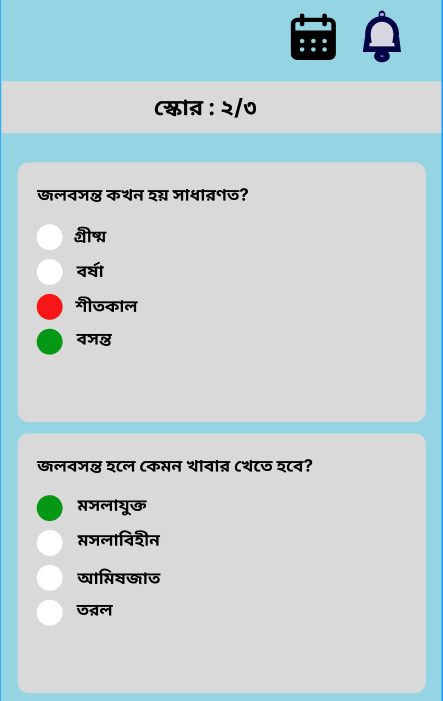 স্কোর : ২/৩
জলবসন্ত কখন হয় সাধারণত?
গ্রীষ্ম
বর্ষা
শীতকাল
বসন্ত
জলবসন্ত হলে কেমন খাবার খেতে হবে?
মসলাযুক্ত
মসলাবিহীন
আমিষজাত
তরল